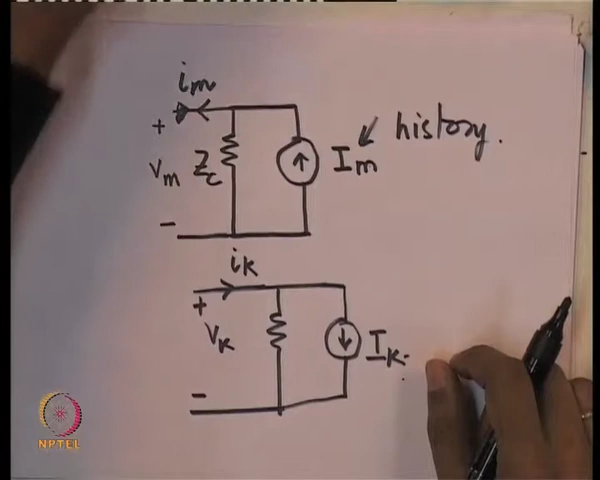 im
+
vm Zc Im history.
-
ik
+
vk Ik.
-
NPTEL